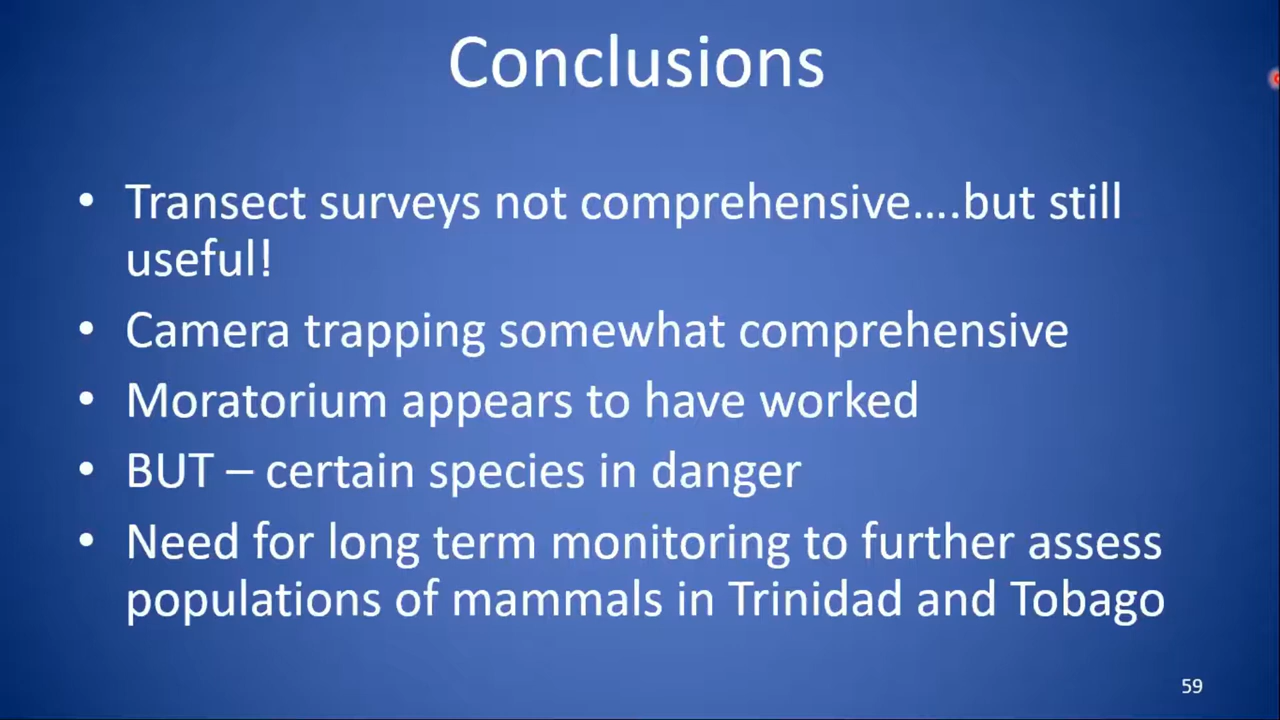 Conclusions
• Transect surveys not comprehensive….but still
useful!
• Camera trapping somewhat comprehensive
• Moratorium appears to have worked
• BUT – certain species in danger
• Need for long term monitoring to further assess
populations of mammals in Trinidad and Tobago
59